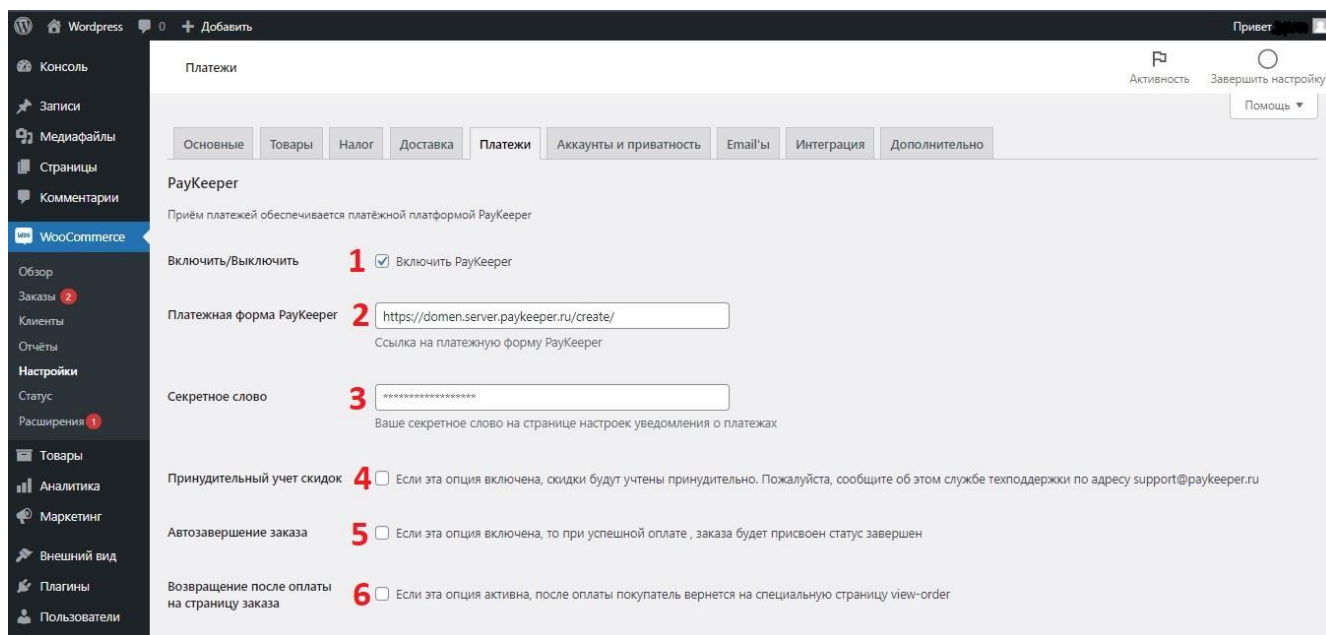 Wordpress 0 + Добавить Привет
Консоль
Записи
Медиафайлы
Страницы
Комментарии
WooCommerce
Обзор
Заказы 2
Клиенты
Отчёты
Настройки
Статус
Расширения 1
Товары
Аналитика
Маркетинг
Внешний вид
Плагины
Пользователи
Платежи
Активность
Завершить настройку
Помощь ▼
Основные Товары Налог Доставка Платежи Аккаунты и приватность Email'ы Интеграция Дополнительно
PayKeeper
Приём платежей обеспечивается платёжной платформой PayKeeper
Включить/Выключить 1 Включить PayKeeper
Платежная форма PayKeeper 2 https://domen.server.paykeeper.ru/create/
Ссылка на платежную форму PayKeeper
Секретное слово 3 ******************
Ваше секретное слово на странице настроек уведомления о платежах
Принудительный учет скидок 4 Если эта опция включена, скидки будут учтены принудительно. Пожалуйста, сообщите об этом службе техподдержки по адресу support@paykeeper.ru
Автозавершение заказа 5 Если эта опция включена, то при успешной оплате , заказа будет присвоен статус завершен
Возвращение после оплаты
на страницу заказа 6 Если эта опция активна, после оплаты покупатель вернется на специальную страницу view-order